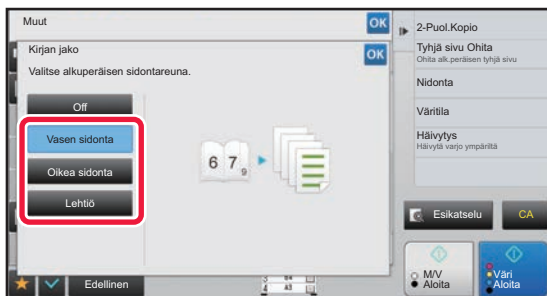 Muut
OK
Kirjan jako
OK
Valitse alkuperäisen sidontareuna.
Off
Vasen sidonta
Oikea sidonta
Lehtiö
6 7 9
Edellinen
2-Puol.Kopio
Tyhjä sivu Ohita
Ohita alk.peräisen tyhjä sivu
Nidonta
Väritila
Häivytys
Häivytä varjo ympäriltä
Esikatselu
CA
M/V
Aloita
Väri
Aloita